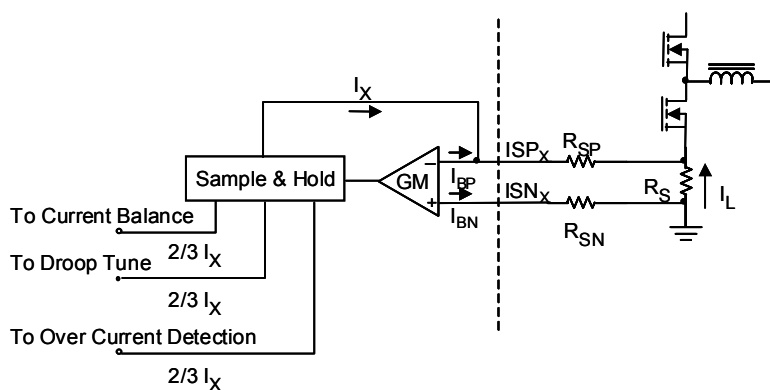 I_X
ISP_X
R_SP
Sample & Hold
−
GM
+
I_BP
I_BN
ISN_X
R_SN
R_S
I_L
To Current Balance
2/3 I_X
To Droop Tune
2/3 I_X
To Over Current Detection
2/3 I_X